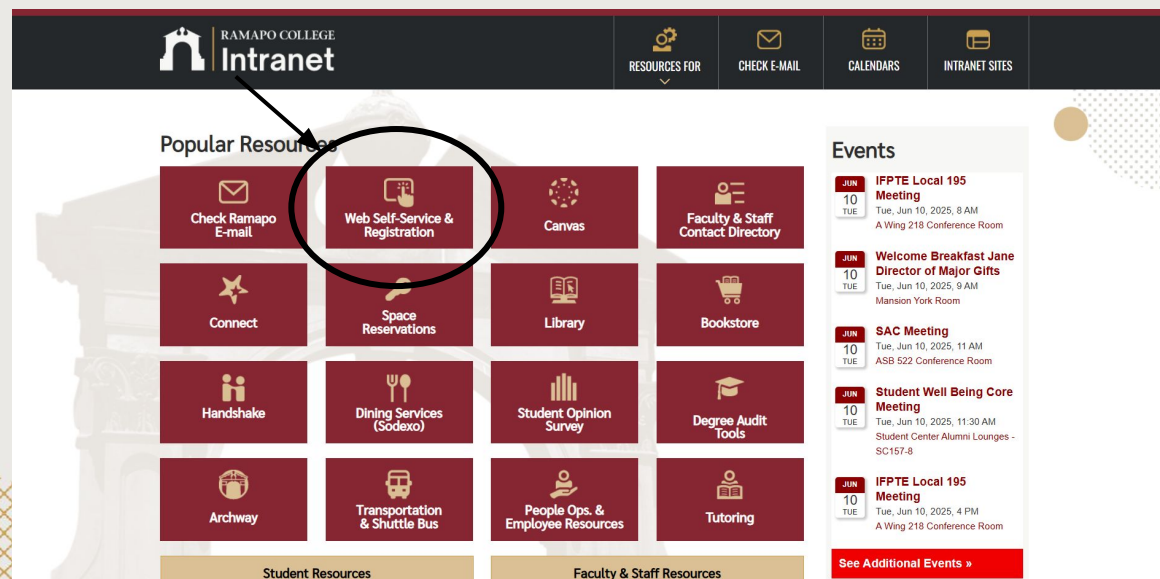 RAMAPO COLLEGE
Intranet
RESOURCES FOR
CHECK E-MAIL
CALENDARS
INTRANET SITES
Popular Resources
Check Ramapo
E-mail
Web Self-Service &
Registration
Canvas
Faculty & Staff
Contact Directory
Connect
Space
Reservations
Library
Bookstore
Handshake
Dining Services
(Sodexo)
Student Opinion
Survey
Degree Audit
Tools
Archway
Transportation
& Shuttle Bus
People Ops. &
Employee Resources
Tutoring
Student Resources
Faculty & Staff Resources
Events
JUN
10
TUE
IFPTE Local 195
Meeting
Tue, Jun 10, 2025, 8 AM
A Wing 218 Conference Room
JUN
10
TUE
Welcome Breakfast Jane
Director of Major Gifts
Tue, Jun 10, 2025, 9 AM
Mansion York Room
JUN
10
TUE
SAC Meeting
Tue, Jun 10, 2025, 11 AM
ASB 522 Conference Room
JUN
10
TUE
Student Well Being Core
Meeting
Tue, Jun 10, 2025, 11:30 AM
Student Center Alumni Lounges -
SC157-8
JUN
10
TUE
IFPTE Local 195
Meeting
Tue, Jun 10, 2025, 4 PM
A Wing 218 Conference Room
See Additional Events »